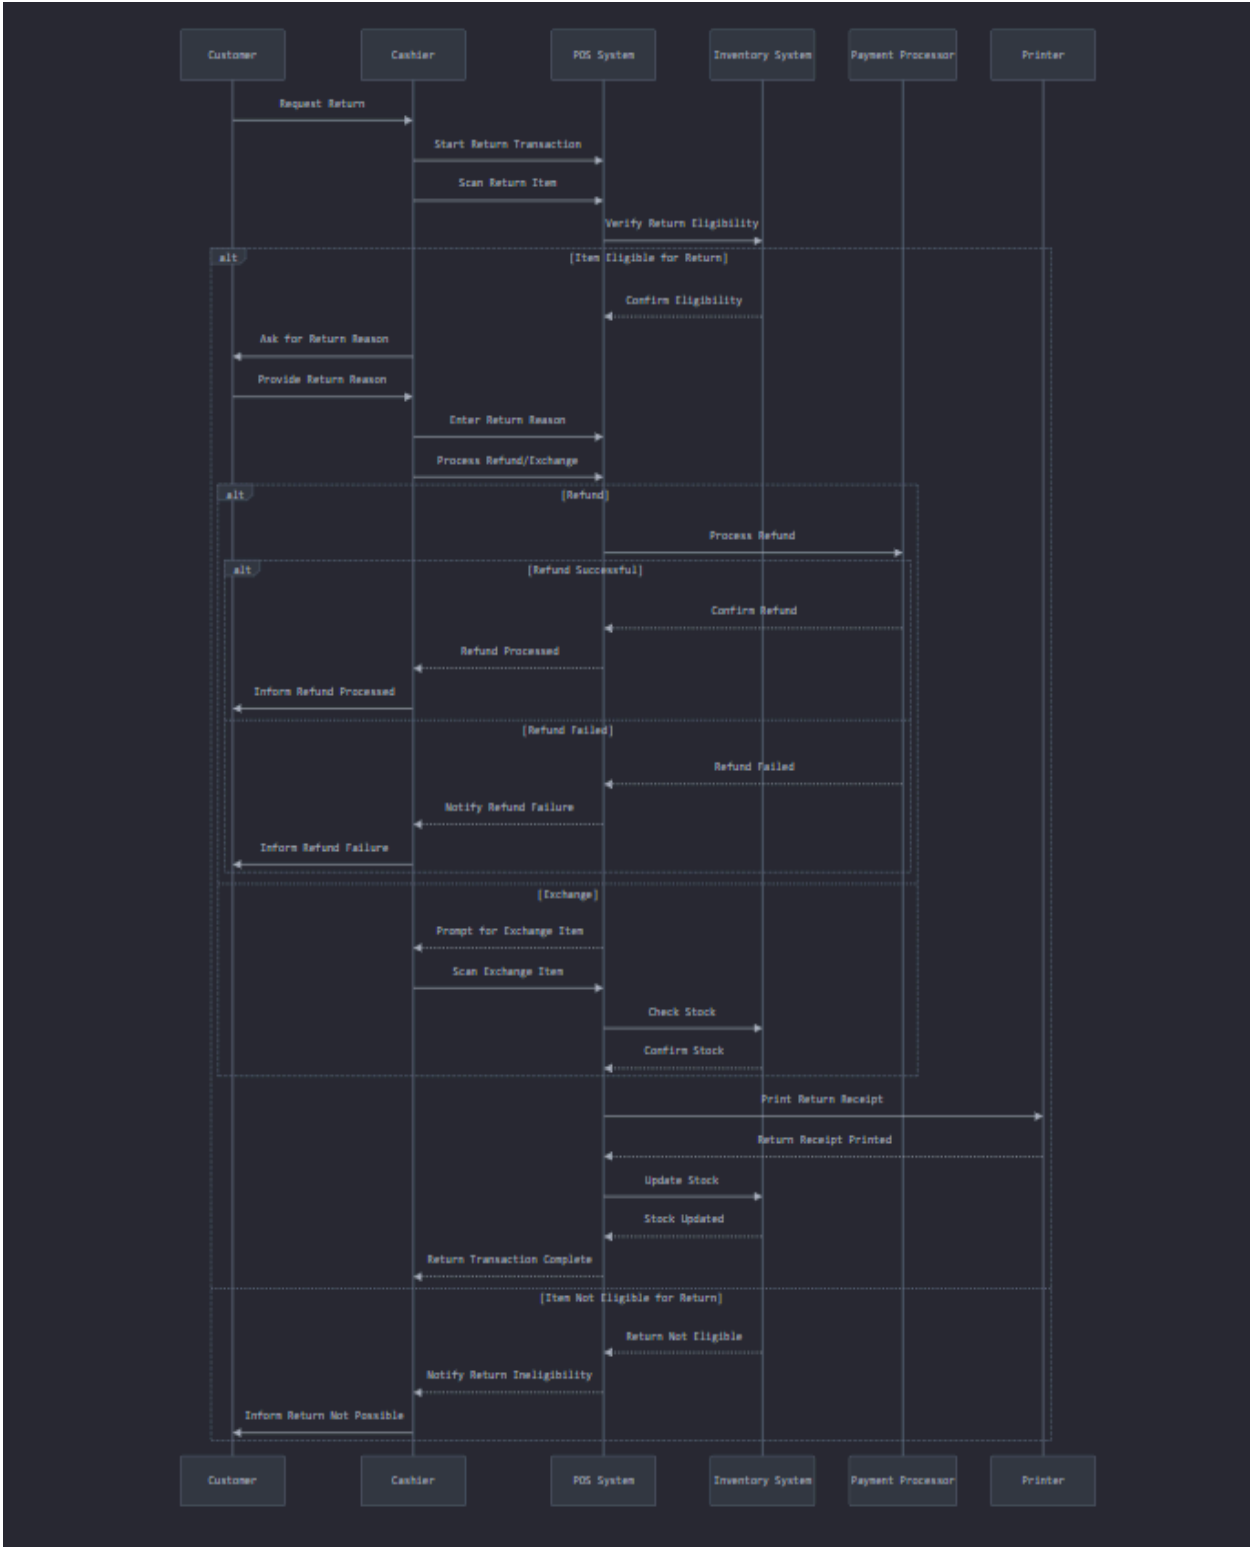 Customer
Cashier
POS System
Inventory System
Payment Processor
Printer
Request Return
Start Return Transaction
Scan Return Item
Verify Return Eligibility
alt
[Item Eligible for Return]
Confirm Eligibility
Ask for Return Reason
Provide Return Reason
Enter Return Reason
Process Refund/Exchange
alt
[Refund]
Process Refund
alt
[Refund Successful]
Confirm Refund
Refund Processed
Inform Refund Processed
[Refund Failed]
Refund Failed
Notify Refund Failure
Inform Refund Failure
[Exchange]
Prompt for Exchange Item
Scan Exchange Item
Check Stock
Confirm Stock
Print Return Receipt
Return Receipt Printed
Update Stock
Stock Updated
Return Transaction Complete
[Item Not Eligible for Return]
Return Not Eligible
Notify Return Ineligibility
Inform Return Not Possible
Customer
Cashier
POS System
Inventory System
Payment Processor
Printer